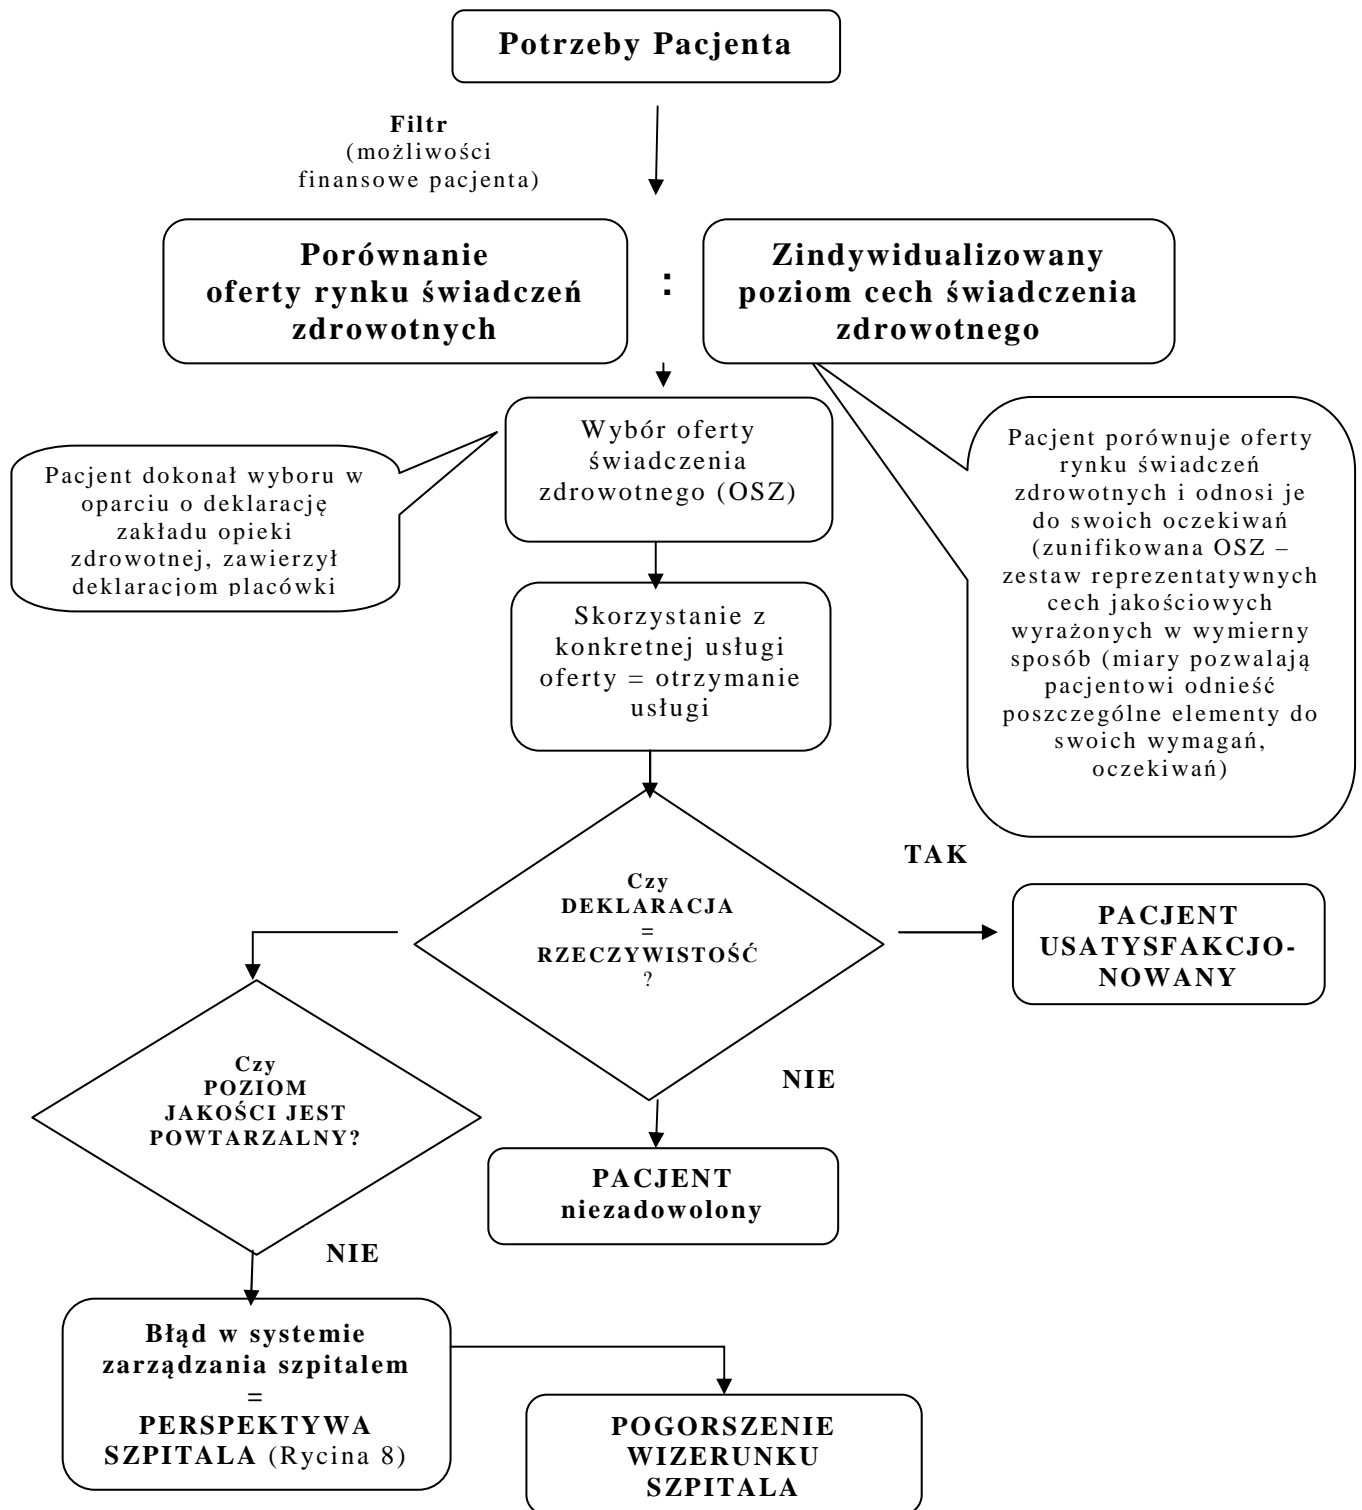 Potrzeby Pacjenta
Filtr
(możliwości
finansowe pacjenta)
Porównanie
oferty rynku świadczeń
zdrowotnych
:
Zindywidualizowany
poziom cech świadczenia
zdrowotnego
Wybór oferty
świadczenia
zdrowotnego (OSZ)
Pacjent dokonał wyboru w
oparciu o deklarację
zakładu opieki
zdrowotnej, zawierzył
deklaracjom placówki
Pacjent porównuje oferty
rynku świadczeń
zdrowotnych i odnosi je
do swoich oczekiwań
(zunifikowana OSZ –
zestaw reprezentatywnych
cech jakościowych
wyrażonych w wymierny
sposób (miary pozwalają
pacjentowi odnieść
poszczególne elementy do
swoich wymagań,
oczekiwań)
Skorzystanie z
konkretnej usługi
oferty = otrzymanie
usługi
TAK
Czy
DEKLARACJA
=
RZECZYWISTOŚĆ
?
PACJENT
USATYSFAKCJO-
NOWANY
Czy
POZIOM
JAKOŚCI JEST
POWTARZALNY?
NIE
PACJENT
niezadowolony
NIE
Błąd w systemie
zarządzania szpitalem
=
PERSPEKTYWA
SZPITALA (Rycina 8)
POGORSZENIE
WIZERUNKU
SZPITALA